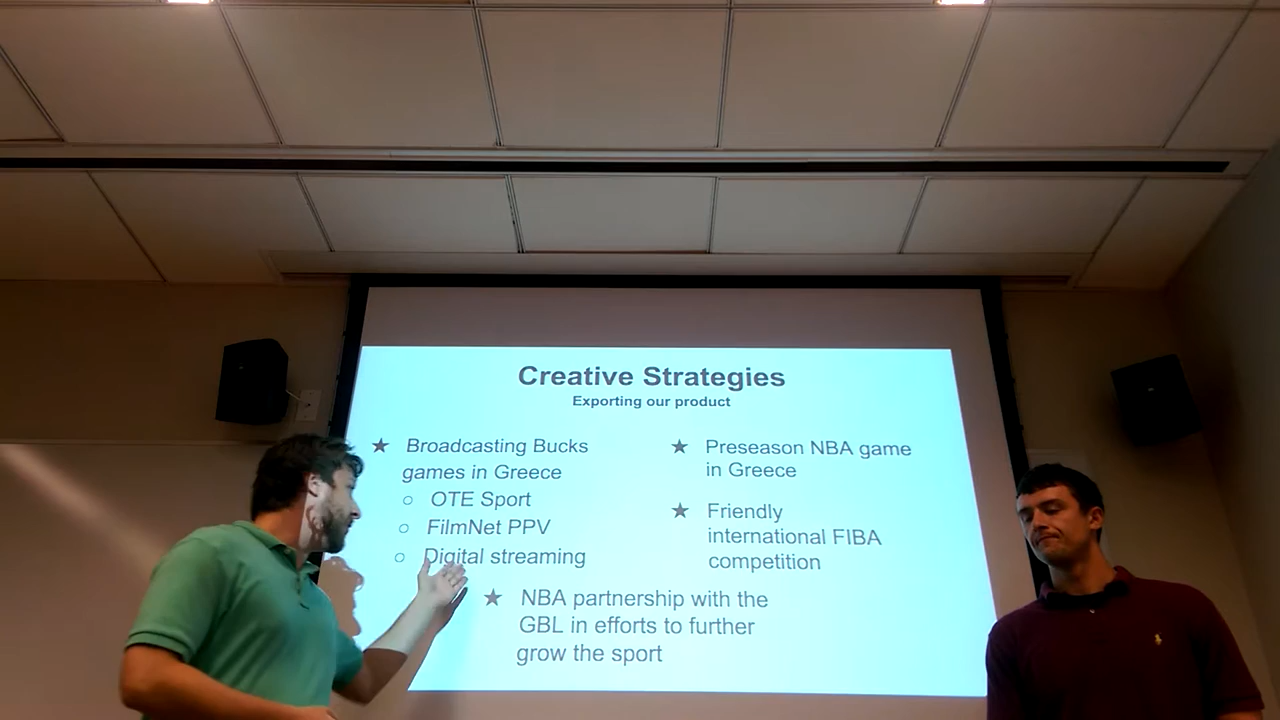 Creative Strategies
Exporting our product
★ Broadcasting Bucks
games in Greece
○ OTE Sport
○ FilmNet PPV
○ Digital streaming
★ Preseason NBA game
in Greece
★ Friendly
international FIBA
competition
★ NBA partnership with the
GBL in efforts to further
grow the sport